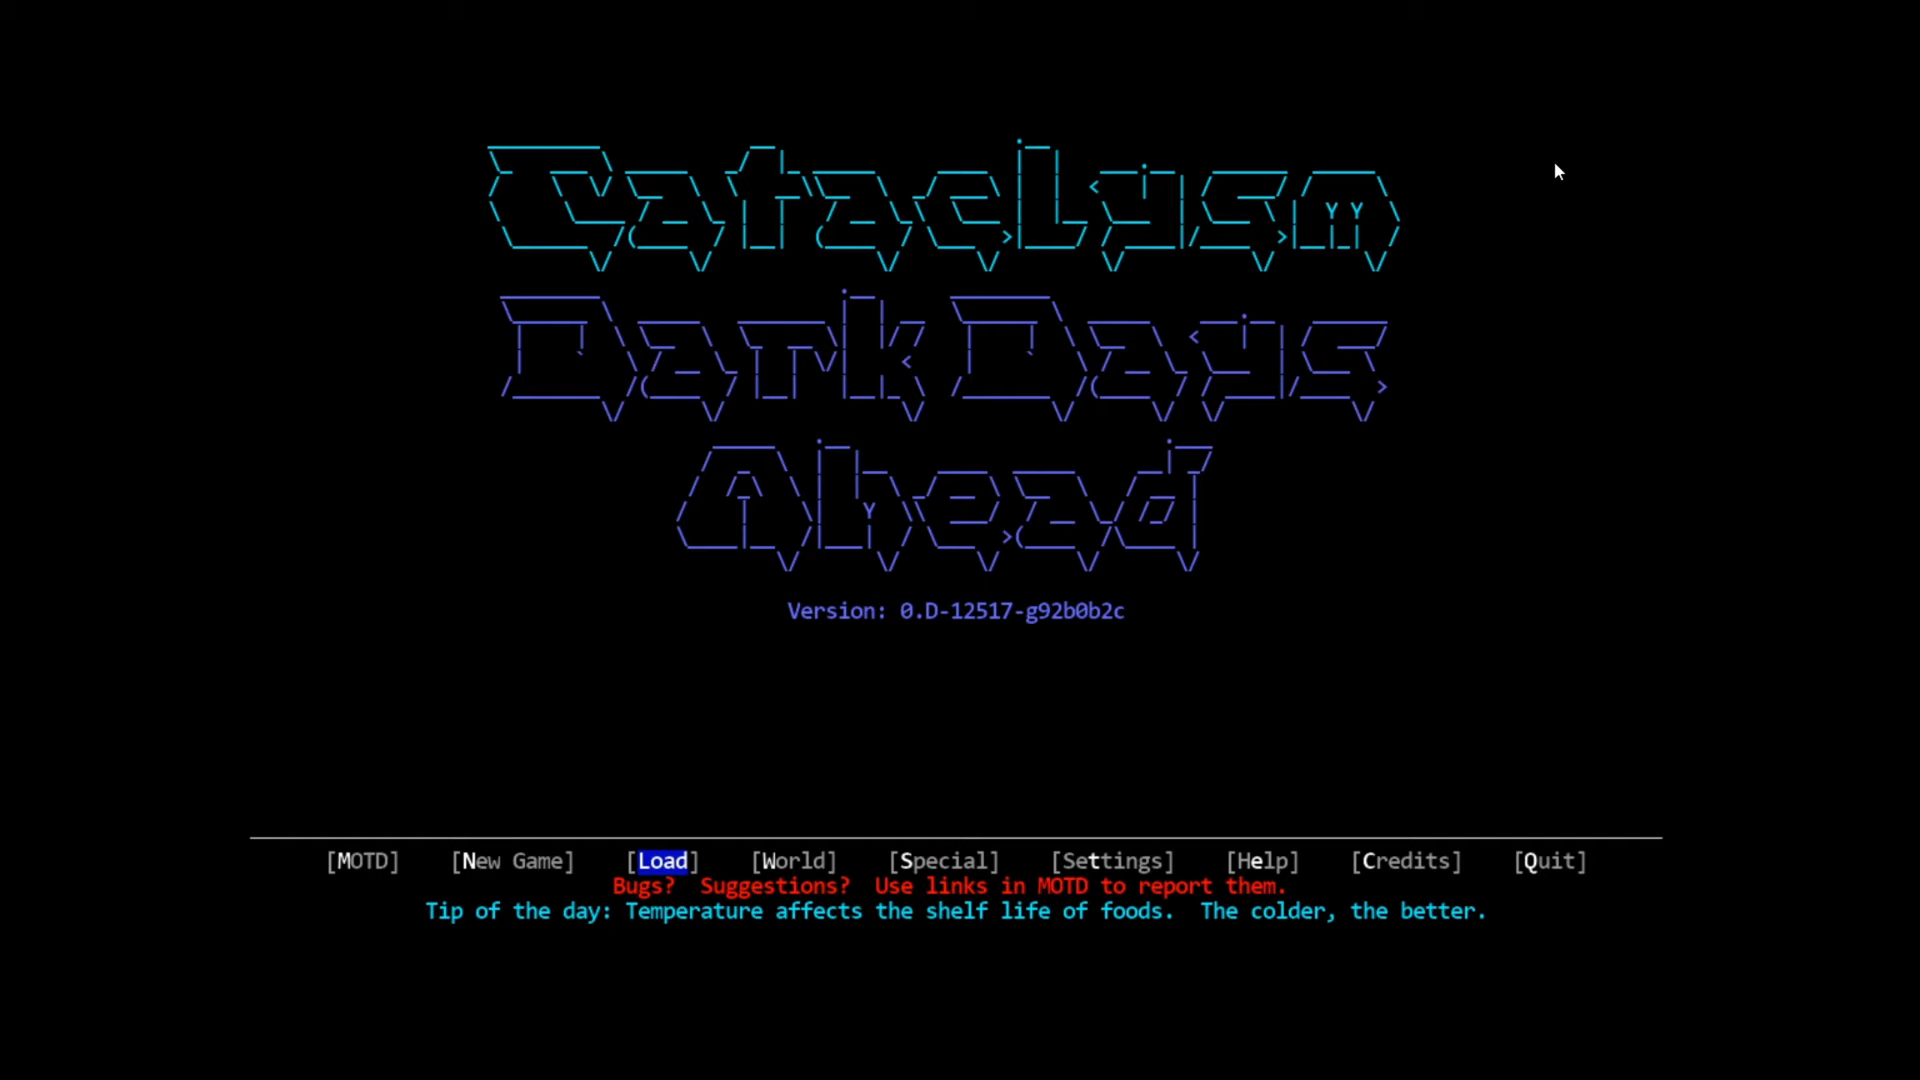 Cataclysm
Dark Days
Ahead
Version: 0.D-12517-g92b0b2c
[MOTD] [New Game] [Load] [World] [Special] [Settings] [Help] [Credits] [Quit]
Bugs? Suggestions? Use links in MOTD to report them.
Tip of the day: Temperature affects the shelf life of foods. The colder, the better.